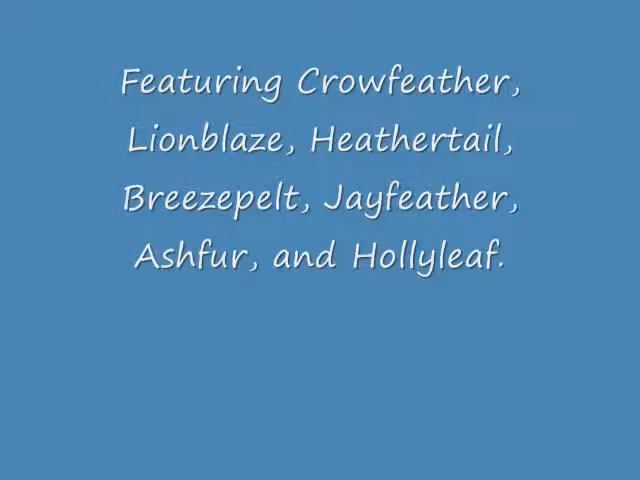 Featuring Crowfeather,
Lionblaze, Heathertail,
Breezepelt, Jayfeather,
Ashfur, and Hollyleaf.